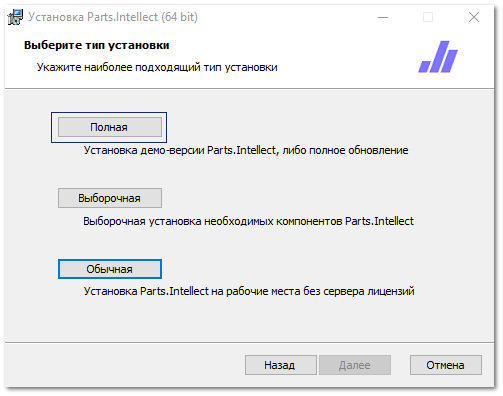 Установка Parts.Intellect (64 bit)
Выберите тип установки
Укажите наиболее подходящий тип установки
Полная
Установка демо-версии Parts.Intellect, либо полное обновление
Выборочная
Выборочная установка необходимых компонентов Parts.Intellect
Обычная
Установка Parts.Intellect на рабочие места без сервера лицензий
Назад Далее Отмена